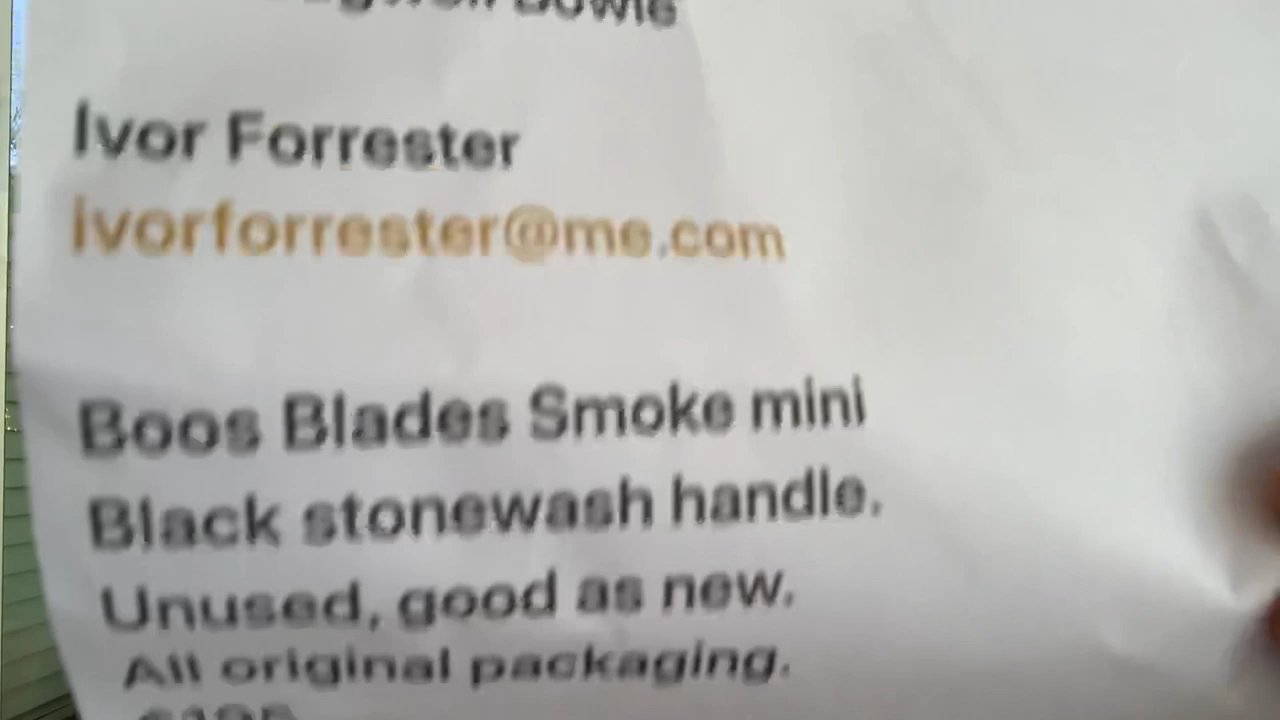 Bowie
Ivor Forrester
ivorforrester@me.com
Boos Blades Smoke mini
Black stonewash handle.
Unused, good as new.
All original packaging.